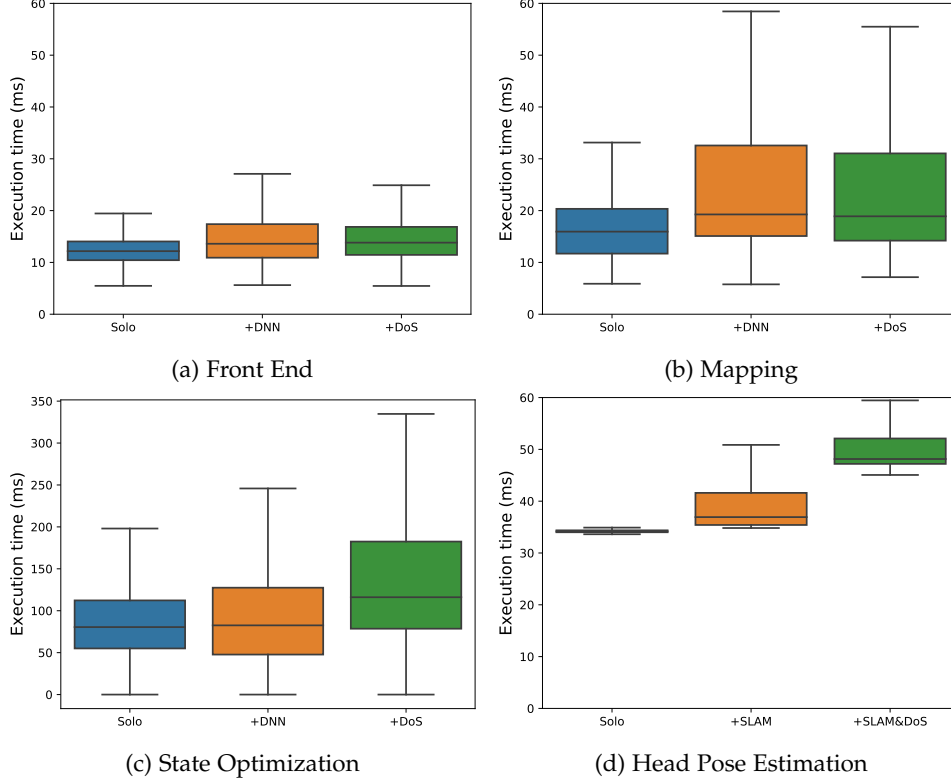 Execution time (ms)
60
50
40
30
20
10
0
Solo
+DNN
+DoS
(a) Front End
Execution time (ms)
60
50
40
30
20
10
0
Solo
+DNN
+DoS
(b) Mapping
Execution time (ms)
350
300
250
200
150
100
50
0
Solo
+DNN
+DoS
(c) State Optimization
Execution time (ms)
60
50
40
30
20
10
0
Solo
+SLAM
+SLAM&DoS
(d) Head Pose Estimation